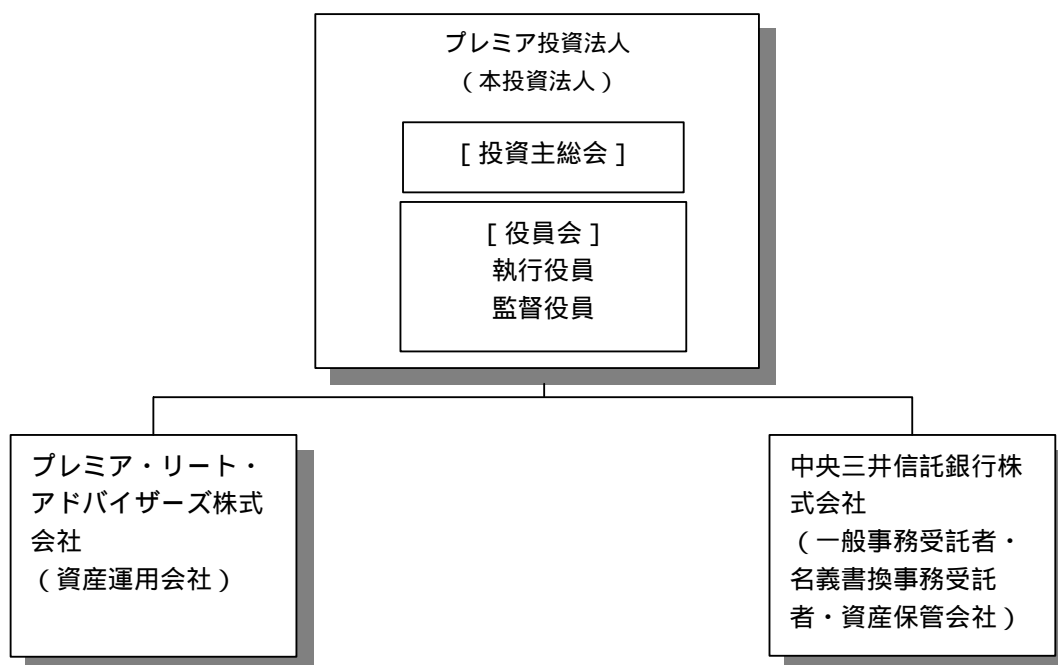 プレミア投資法人
（本投資法人）
［投資主総会］
［役員会］
執行役員
監督役員
プレミア・リート・
アドバイザーズ株式
会社
（資産運用会社）
中央三井信託銀行株
式会社
（一般事務受託者・
名義書換事務受託
者・資産保管会社）